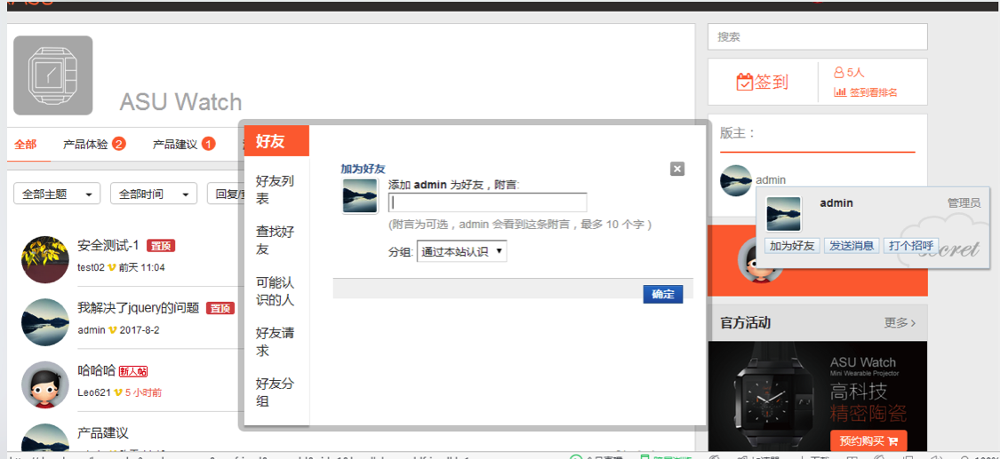 ASU Watch
全部 产品体验 2 产品建议 1
全部主题 全部时间 回复/
安全测试-1 置顶
test02 前天 11:04
我解决了jquery的问题 置顶
admin 2017-8-2
哈哈哈 新人帖
Leo621 5 小时前
产品建议
好友
好友列表
查找好友
可能认识的人
好友请求
好友分组
加为好友
添加 admin 为好友，附言:
(附言为可选，admin 会看到这条附言，最多 10 个字 )
分组: 通过本站认识
确定
搜索
签到 5人
签到看排名
版主：
admin
admin 管理员
加为好友 发送消息 打个招呼
secret
官方活动 更多
ASU Watch
Mini Wearable Projector
高科技
精密陶瓷
预约购买